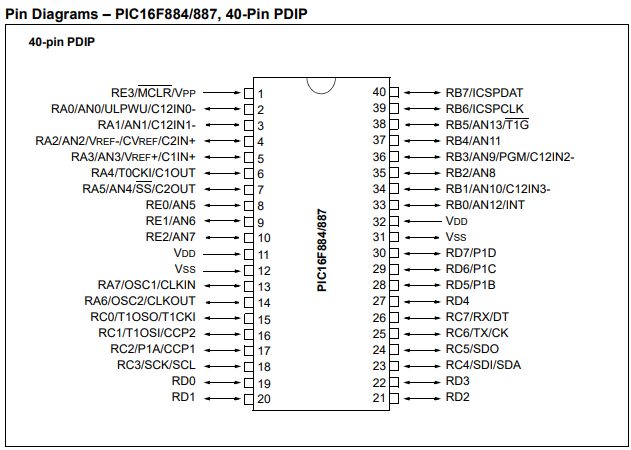 Pin Diagrams – PIC16F884/887, 40-Pin PDIP
40-pin PDIP
RE3/MCLR/VPP 1 40 RB7/ICSPDAT
RA0/AN0/ULPWU/C12IN0- 2 39 RB6/ICSPCLK
RA1/AN1/C12IN1- 3 38 RB5/AN13/T1G
RA2/AN2/VREF-/CVREF/C2IN+ 4 37 RB4/AN11
RA3/AN3/VREF+/C1IN+ 5 36 RB3/AN9/PGM/C12IN2-
RA4/T0CKI/C1OUT 6 35 RB2/AN8
RA5/AN4/SS/C2OUT 7 34 RB1/AN10/C12IN3-
RE0/AN5 8 33 RB0/AN12/INT
RE1/AN6 9 32 VDD
RE2/AN7 10 31 VSS
VDD 11 30 RD7/P1D
VSS 12 29 RD6/P1C
RA7/OSC1/CLKIN 13 28 RD5/P1B
RA6/OSC2/CLKOUT 14 27 RD4
RC0/T1OSO/T1CKI 15 26 RC7/RX/DT
RC1/T1OSI/CCP2 16 25 RC6/TX/CK
RC2/P1A/CCP1 17 24 RC5/SDO
RC3/SCK/SCL 18 23 RC4/SDI/SDA
RD0 19 22 RD3
RD1 20 21 RD2
PIC16F884/887